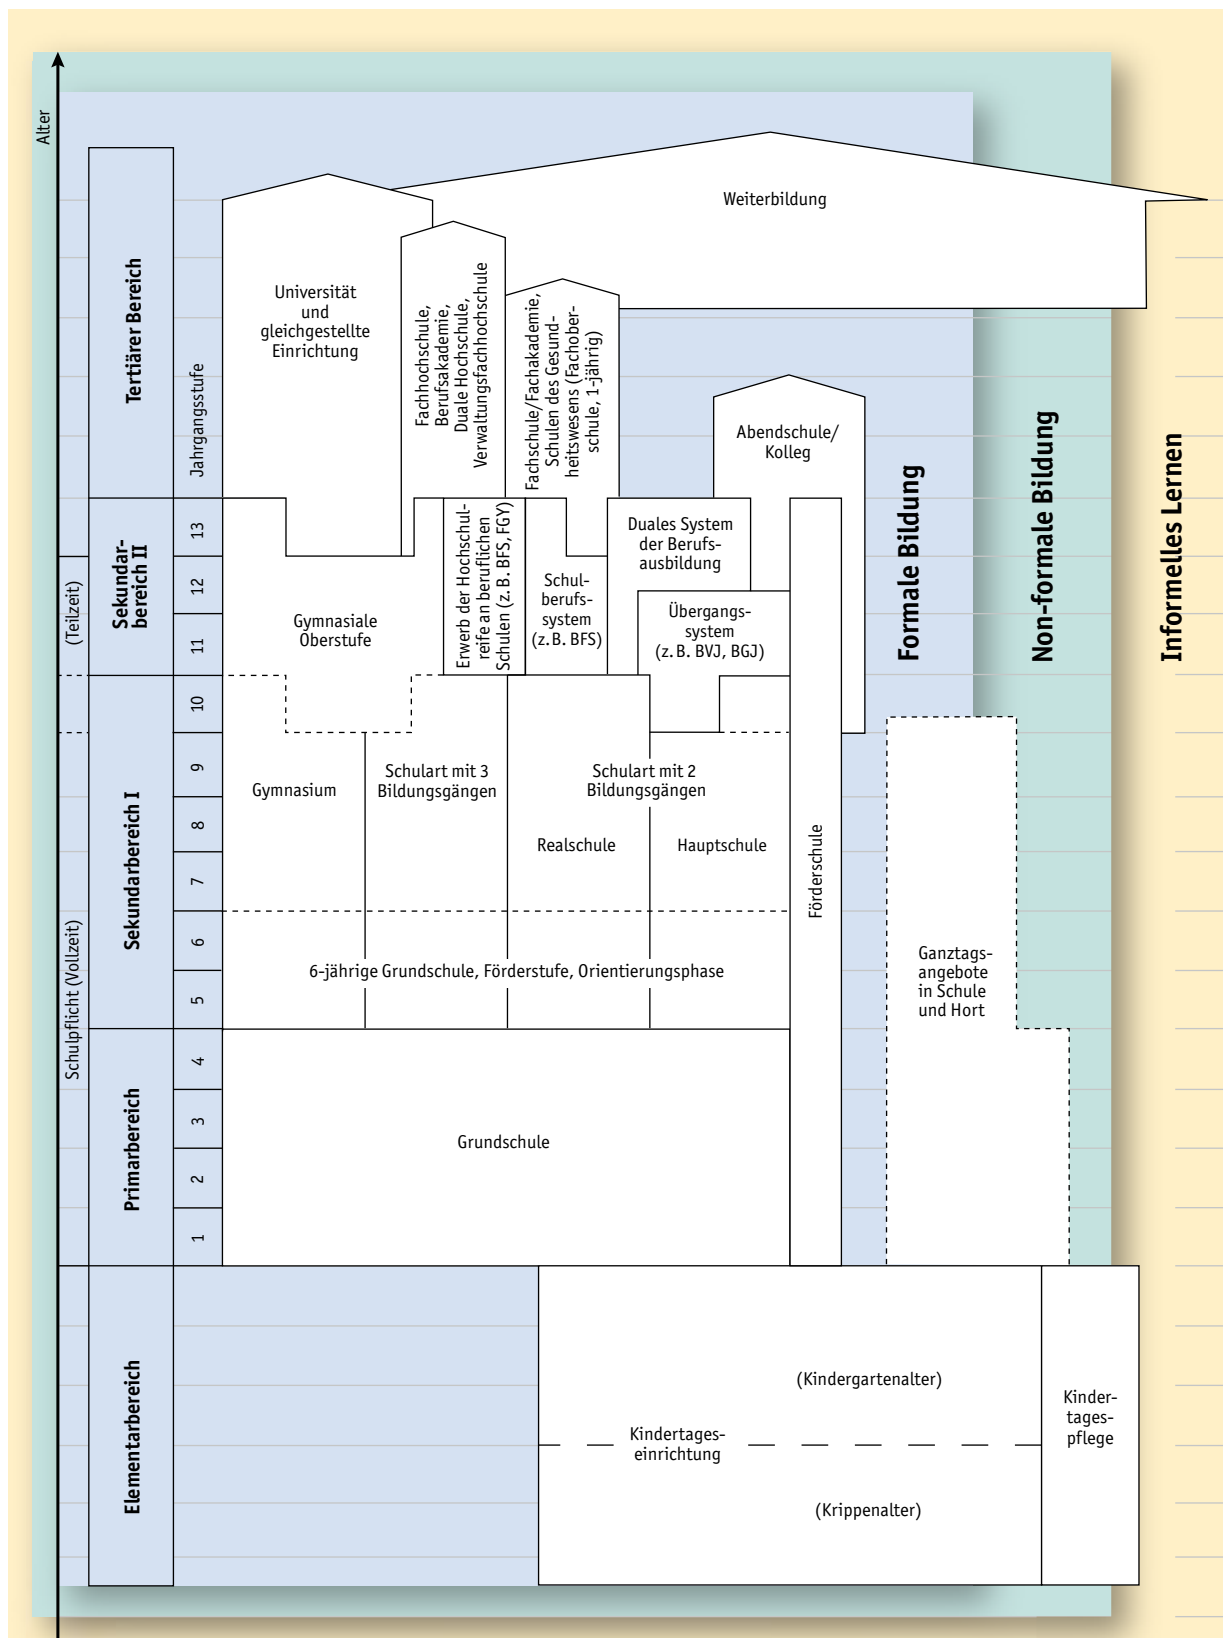 Alter
Weiterbildung
Tertiärer Bereich
Jahrgangsstufe
Universität
und
gleichgestellte
Einrichtung
Fachhochschule,
Berufsakademie,
Duale Hochschule,
Verwaltungsfachhochschule
Fachschule/Fachakademie,
Schulen des Gesund-
heitswesens (Fachober-
schule, 1-jährig)
Abendschule/
Kolleg
Formale Bildung
Non-formale Bildung
Informelles Lernen
(Teilzeit)
Sekundar-
bereich II
13
12
11
Gymnasiale
Oberstufe
Erwerb der Hochschul-
reife an beruflichen
Schulen (z. B. BFS, FGY)
Schul-
berufs-
system
(z. B. BFS)
Duales System
der Berufs-
ausbildung
Übergangs-
system
(z. B. BVJ, BGJ)
Schulpflicht (Vollzeit)
Sekundarbereich I
10
9
8
7
6
5
Gymnasium
Schulart mit 3
Bildungsgängen
Schulart mit 2
Bildungsgängen
Realschule
Hauptschule
Förderschule
6-jährige Grundschule, Förderstufe, Orientierungsphase
Ganztags-
angebote
in Schule
und Hort
Primarbereich
4
3
2
1
Grundschule
Elementarbereich
(Kindergartenalter)
Kindertages-
einrichtung
(Krippenalter)
Kinder-
tages-
pflege